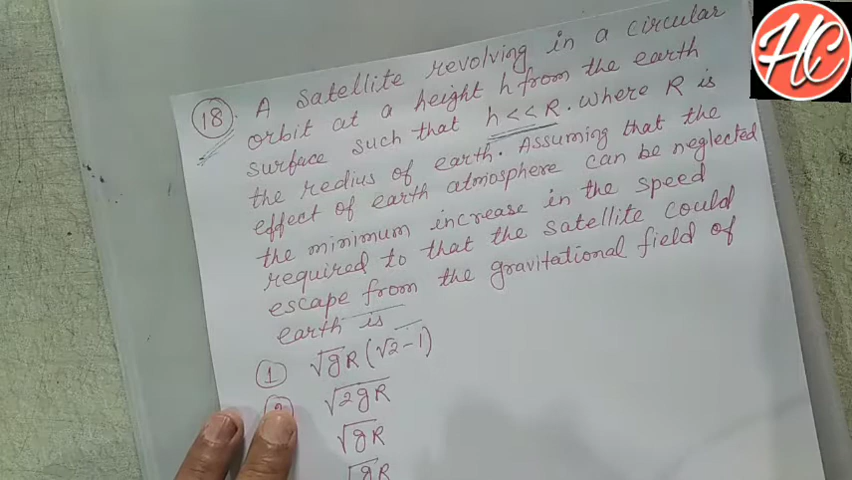 HC
18. A satellite revolving in a circular
orbit at a height h from the earth
surface such that h << R. where R is
the redius of earth. Assuming that the
effect of earth atmosphere can be neglected
the minimum increase in the speed
required to that the satellite could
escape from the gravitational field of
earth is
1 √gR (√2-1)
√2gR
√gR
√gR